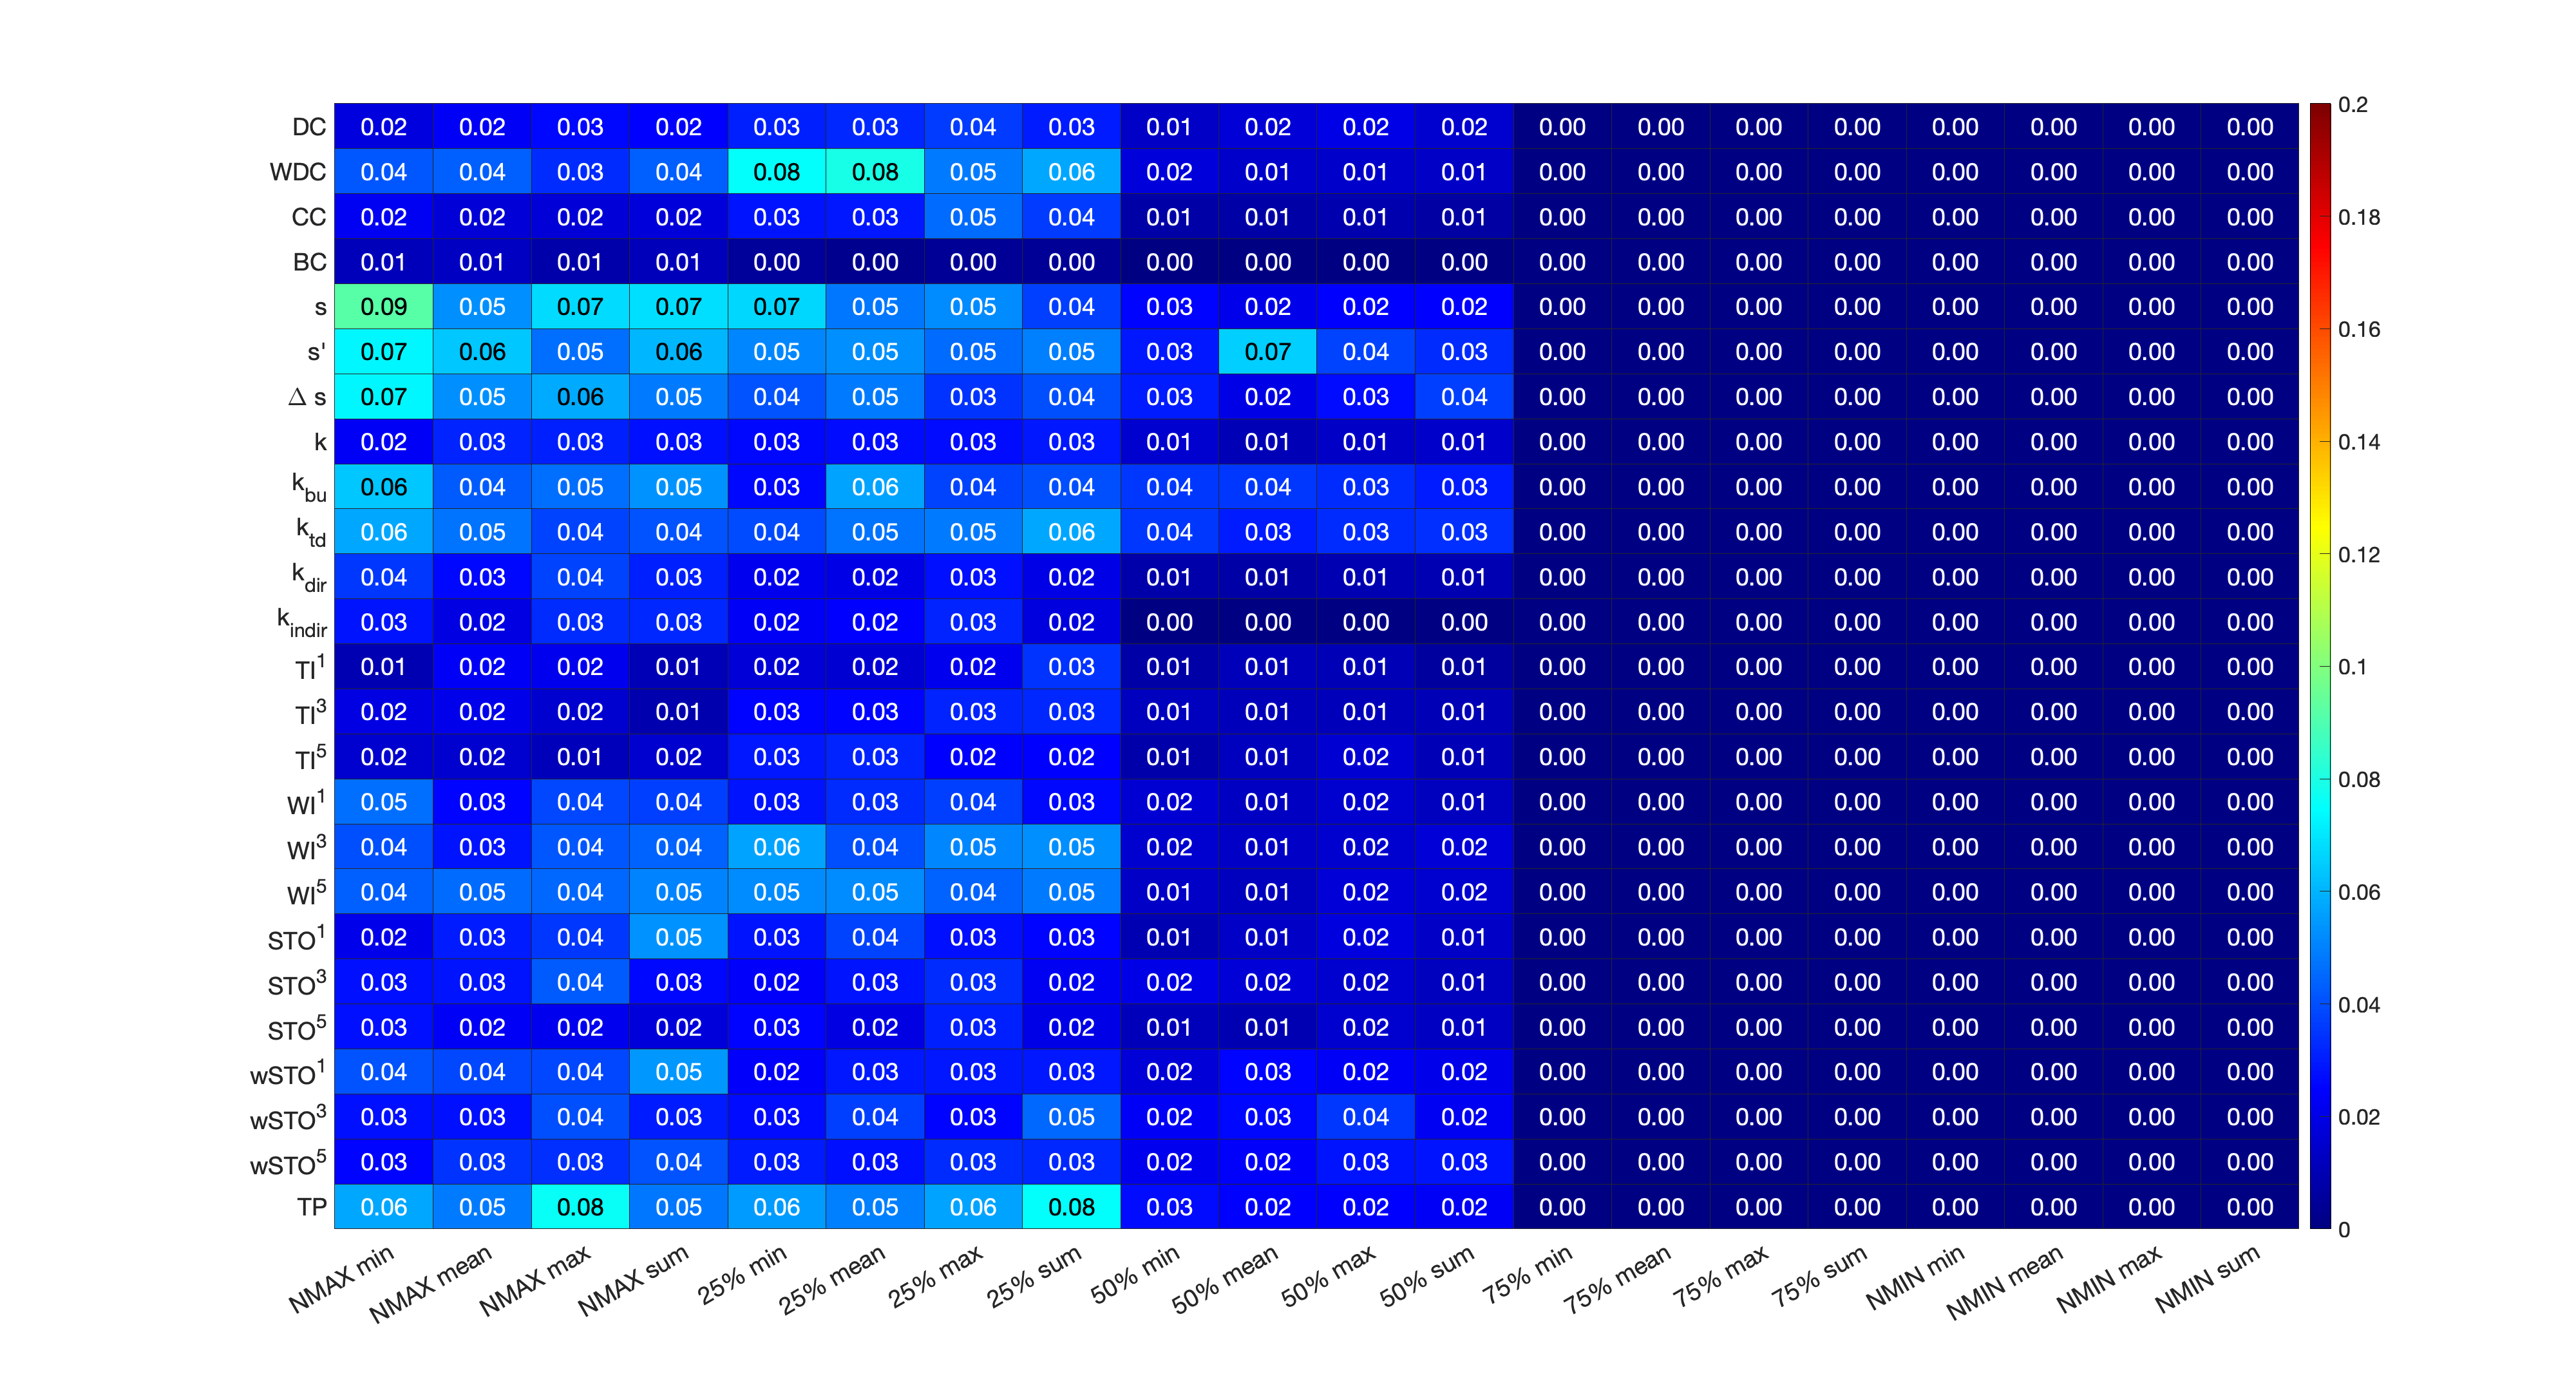 DC 0.02 0.02 0.03 0.02 0.03 0.03 0.04 0.03 0.01 0.02 0.02 0.02 0.00 0.00 0.00 0.00 0.00 0.00 0.00 0.00
WDC 0.04 0.04 0.03 0.04 0.08 0.08 0.05 0.06 0.02 0.01 0.01 0.01 0.00 0.00 0.00 0.00 0.00 0.00 0.00 0.00
CC 0.02 0.02 0.02 0.02 0.03 0.03 0.05 0.04 0.01 0.01 0.01 0.01 0.00 0.00 0.00 0.00 0.00 0.00 0.00 0.00
BC 0.01 0.01 0.01 0.01 0.00 0.00 0.00 0.00 0.00 0.00 0.00 0.00 0.00 0.00 0.00 0.00 0.00 0.00 0.00 0.00
s 0.09 0.05 0.07 0.07 0.07 0.05 0.05 0.04 0.03 0.02 0.02 0.02 0.00 0.00 0.00 0.00 0.00 0.00 0.00 0.00
s' 0.07 0.06 0.05 0.06 0.05 0.05 0.05 0.05 0.03 0.07 0.04 0.03 0.00 0.00 0.00 0.00 0.00 0.00 0.00 0.00
Δ s 0.07 0.05 0.06 0.05 0.04 0.05 0.03 0.04 0.03 0.02 0.03 0.04 0.00 0.00 0.00 0.00 0.00 0.00 0.00 0.00
k 0.02 0.03 0.03 0.03 0.03 0.03 0.03 0.03 0.01 0.01 0.01 0.01 0.00 0.00 0.00 0.00 0.00 0.00 0.00 0.00
k_bu 0.06 0.04 0.05 0.05 0.03 0.06 0.04 0.04 0.04 0.04 0.03 0.03 0.00 0.00 0.00 0.00 0.00 0.00 0.00 0.00
k_td 0.06 0.05 0.04 0.04 0.04 0.05 0.05 0.06 0.04 0.03 0.03 0.03 0.00 0.00 0.00 0.00 0.00 0.00 0.00 0.00
k_dir 0.04 0.03 0.04 0.03 0.02 0.02 0.03 0.02 0.01 0.01 0.01 0.01 0.00 0.00 0.00 0.00 0.00 0.00 0.00 0.00
k_indir 0.03 0.02 0.03 0.03 0.02 0.02 0.03 0.02 0.00 0.00 0.00 0.00 0.00 0.00 0.00 0.00 0.00 0.00 0.00 0.00
TI^1 0.01 0.02 0.02 0.01 0.02 0.02 0.02 0.03 0.01 0.01 0.01 0.01 0.00 0.00 0.00 0.00 0.00 0.00 0.00 0.00
TI^3 0.02 0.02 0.02 0.01 0.03 0.03 0.03 0.03 0.01 0.01 0.01 0.01 0.00 0.00 0.00 0.00 0.00 0.00 0.00 0.00
TI^5 0.02 0.02 0.01 0.02 0.03 0.03 0.02 0.02 0.01 0.01 0.02 0.01 0.00 0.00 0.00 0.00 0.00 0.00 0.00 0.00
WI^1 0.05 0.03 0.04 0.04 0.03 0.03 0.04 0.03 0.02 0.01 0.02 0.01 0.00 0.00 0.00 0.00 0.00 0.00 0.00 0.00
WI^3 0.04 0.03 0.04 0.04 0.06 0.04 0.05 0.05 0.02 0.01 0.02 0.02 0.00 0.00 0.00 0.00 0.00 0.00 0.00 0.00
WI^5 0.04 0.05 0.04 0.05 0.05 0.05 0.04 0.05 0.01 0.01 0.02 0.02 0.00 0.00 0.00 0.00 0.00 0.00 0.00 0.00
STO^1 0.02 0.03 0.04 0.05 0.03 0.04 0.03 0.03 0.01 0.01 0.02 0.01 0.00 0.00 0.00 0.00 0.00 0.00 0.00 0.00
STO^3 0.03 0.03 0.04 0.03 0.02 0.03 0.03 0.02 0.02 0.02 0.02 0.01 0.00 0.00 0.00 0.00 0.00 0.00 0.00 0.00
STO^5 0.03 0.02 0.02 0.02 0.03 0.02 0.03 0.02 0.01 0.01 0.02 0.01 0.00 0.00 0.00 0.00 0.00 0.00 0.00 0.00
wSTO^1 0.04 0.04 0.04 0.05 0.02 0.03 0.03 0.03 0.02 0.03 0.02 0.02 0.00 0.00 0.00 0.00 0.00 0.00 0.00 0.00
wSTO^3 0.03 0.03 0.04 0.03 0.03 0.04 0.03 0.05 0.02 0.03 0.04 0.02 0.00 0.00 0.00 0.00 0.00 0.00 0.00 0.00
wSTO^5 0.03 0.03 0.03 0.04 0.03 0.03 0.03 0.03 0.02 0.02 0.03 0.03 0.00 0.00 0.00 0.00 0.00 0.00 0.00 0.00
TP 0.06 0.05 0.08 0.05 0.06 0.05 0.06 0.08 0.03 0.02 0.02 0.02 0.00 0.00 0.00 0.00 0.00 0.00 0.00 0.00
NMAX min NMAX mean NMAX max NMAX sum 25% min 25% mean 25% max 25% sum 50% min 50% mean 50% max 50% sum 75% min 75% mean 75% max 75% sum NMIN min NMIN mean NMIN max NMIN sum
0.2
0.18
0.16
0.14
0.12
0.1
0.08
0.06
0.04
0.02
0